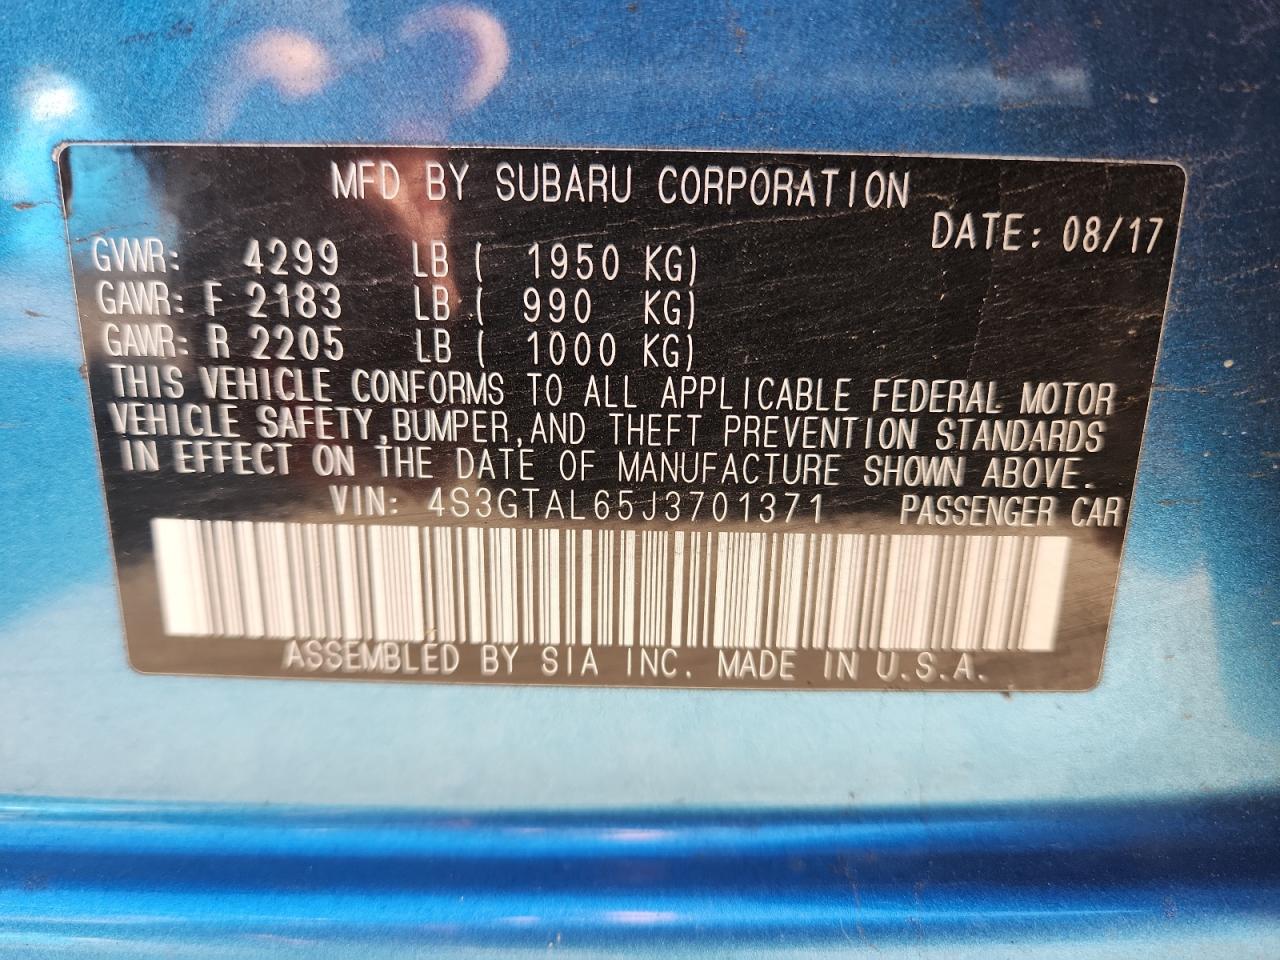 MFD BY SUBARU CORPORATION
DATE: 08/17
GVWR: 4299 LB ( 1950 KG)
GAWR: F 2183 LB ( 990 KG)
GAWR: R 2205 LB ( 1000 KG)
THIS VEHICLE CONFORMS TO ALL APPLICABLE FEDERAL MOTOR
VEHICLE SAFETY, BUMPER, AND THEFT PREVENTION STANDARDS
IN EFFECT ON THE DATE OF MANUFACTURE SHOWN ABOVE.
VIN: 4S3GTAL65J3701371 PASSENGER CAR
ASSEMBLED BY SIA INC. MADE IN U.S.A.